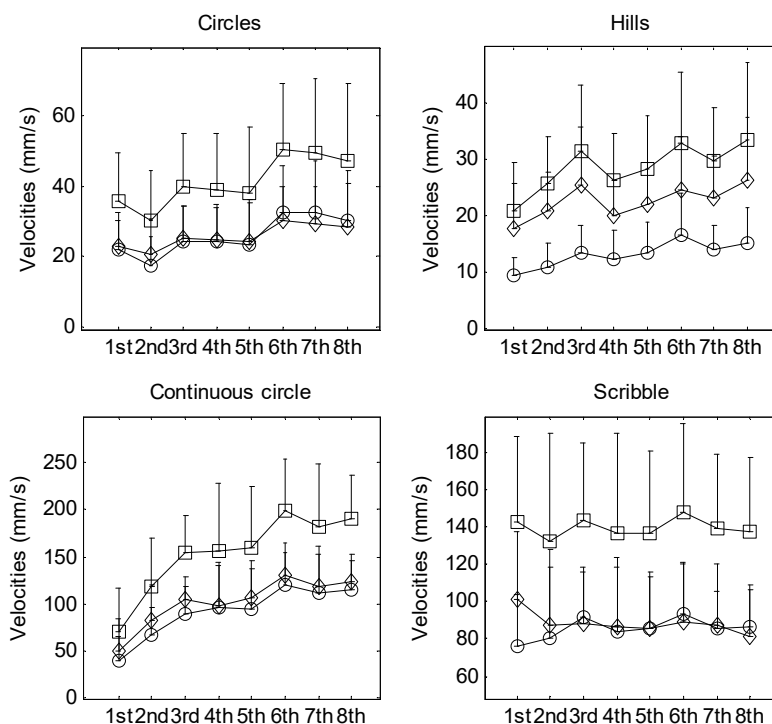 Circles
Hills
Velocities (mm/s)
60
40
20
0
1st 2nd 3rd 4th 5th 6th 7th 8th
Velocities (mm/s)
40
30
20
10
0
1st 2nd 3rd 4th 5th 6th 7th 8th
Continuous circle
Scribble
Velocities (mm/s)
250
200
150
100
50
0
1st 2nd 3rd 4th 5th 6th 7th 8th
Velocities (mm/s)
180
160
140
120
100
80
60
1st 2nd 3rd 4th 5th 6th 7th 8th